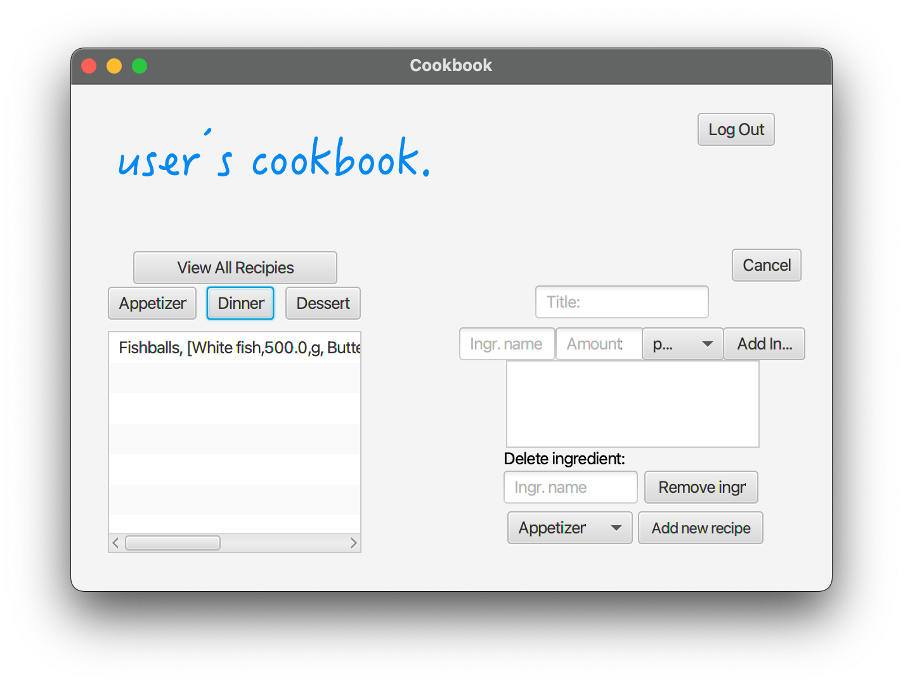 Cookbook
Log Out
user's cookbook.
View All Recipies
Appetizer Dinner Dessert
Fishballs, [White fish,500.0,g, Butte
Cancel
Title:
Ingr. name Amount: p... Add In...
Delete ingredient:
Ingr. name Remove ingr
Appetizer Add new recipe